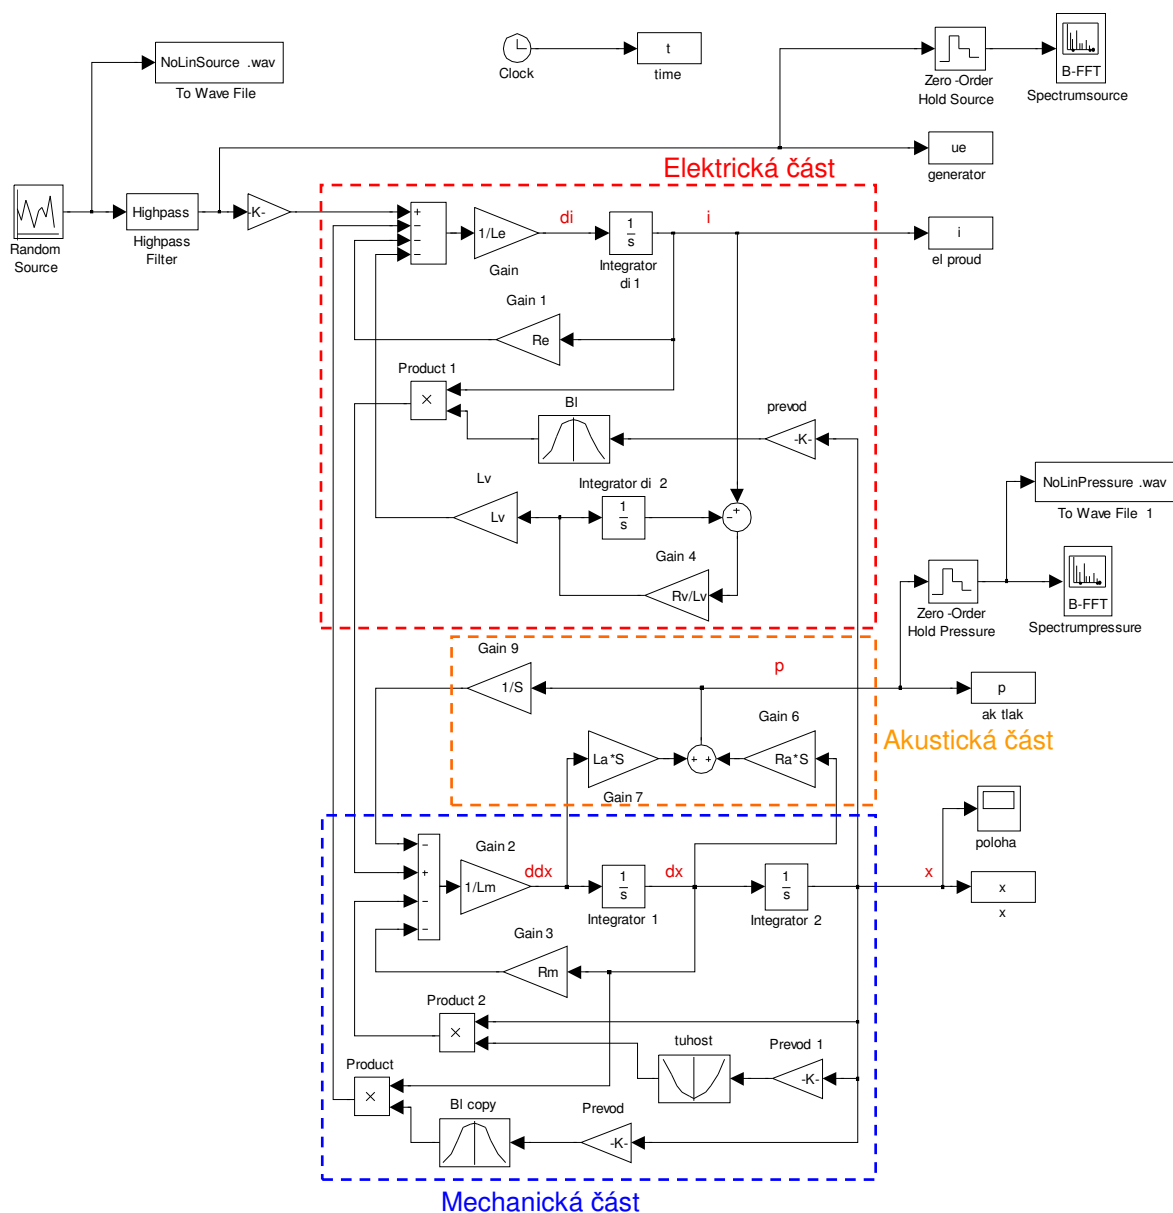 NoLinSource .wav
To Wave File
Clock
t
time
Zero -Order
Hold Source
B-FFT
Spectrumsource
ue
generator
Elektrická část
Random
Source
Highpass
Highpass
Filter
-K-
+
−
−
−
1/Le
Gain
di
1
s
Integrator
di 1
i
i
el proud
Gain 1
Re
Product 1
×
Bl
prevod
-K-
Lv
Lv
Integrator di 2
1
s
−
+
Gain 4
Rv/Lv
NoLinPressure .wav
To Wave File 1
Zero -Order
Hold Pressure
B-FFT
Spectrumpressure
Gain 9
1/S
p
p
ak tlak
Akustická část
La*S
Gain 7
+ +
Gain 6
Ra*S
poloha
−
+
−
−
Gain 2
1/Lm
ddx
1
s
Integrator 1
dx
1
s
Integrator 2
x
x
x
Gain 3
Rm
Product 2
×
tuhost
Prevod 1
-K-
Product
×
Bl copy
Prevod
-K-
Mechanická část